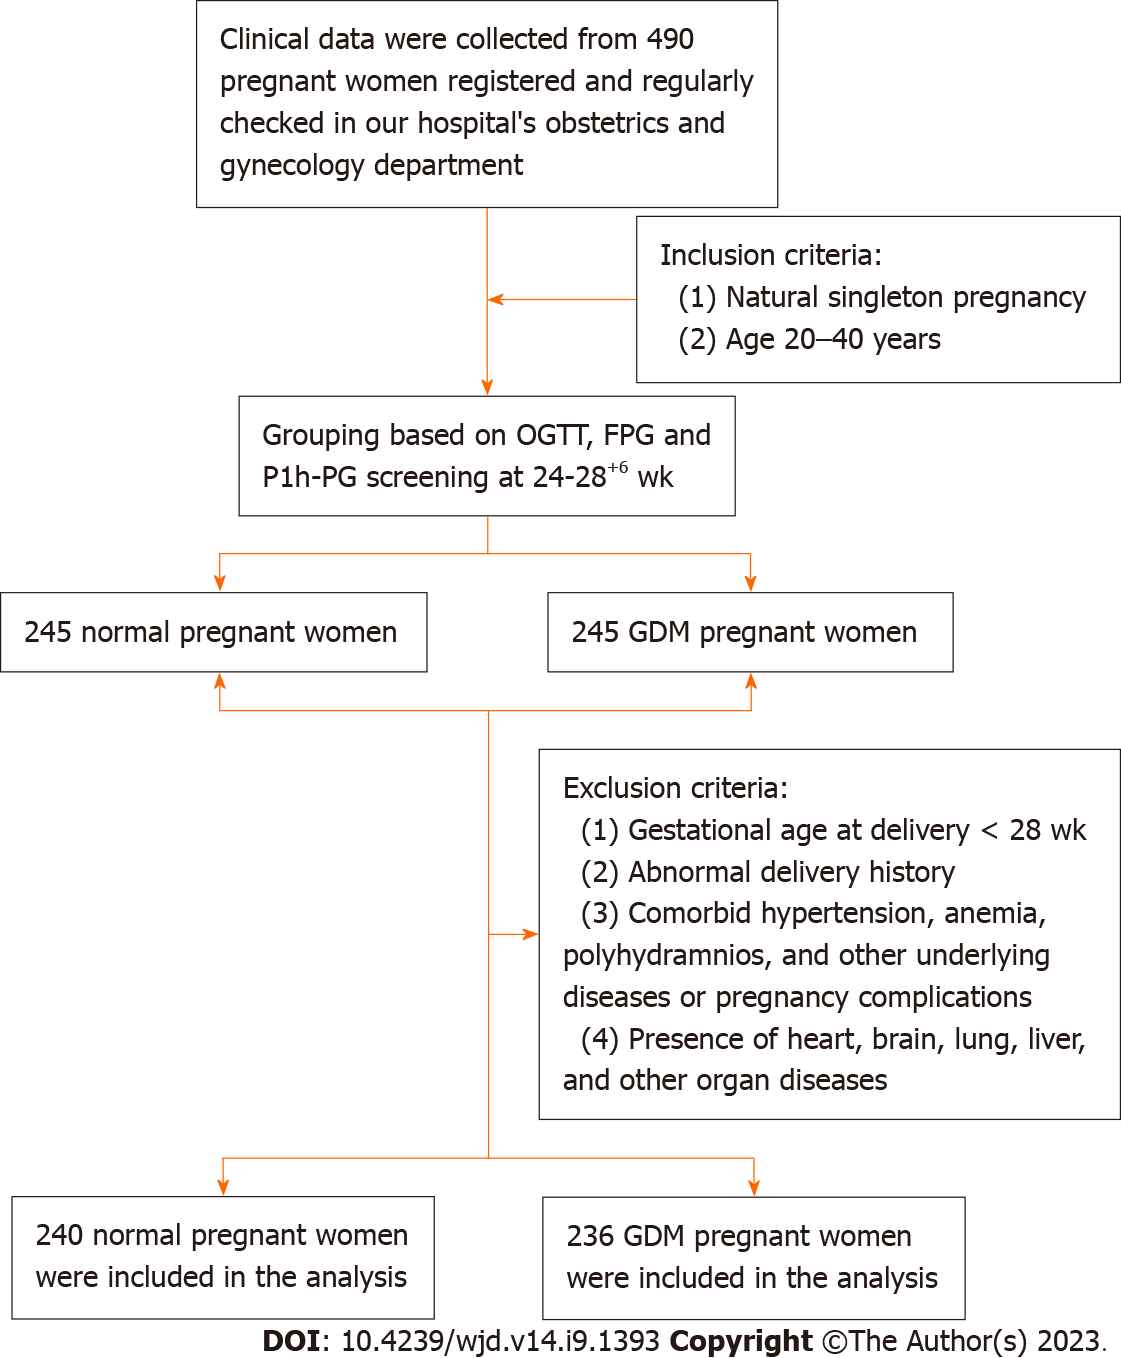 Clinical data were collected from 490
pregnant women registered and regularly
checked in our hospital's obstetrics and
gynecology department
Inclusion criteria:
(1) Natural singleton pregnancy
(2) Age 20–40 years
Grouping based on OGTT, FPG and
P1h-PG screening at 24-28⁺⁶ wk
245 normal pregnant women
245 GDM pregnant women
Exclusion criteria:
(1) Gestational age at delivery < 28 wk
(2) Abnormal delivery history
(3) Comorbid hypertension, anemia,
polyhydramnios, and other underlying
diseases or pregnancy complications
(4) Presence of heart, brain, lung, liver,
and other organ diseases
240 normal pregnant women
were included in the analysis
236 GDM pregnant women
were included in the analysis
DOI: 10.4239/wjd.v14.i9.1393 Copyright ©The Author(s) 2023.